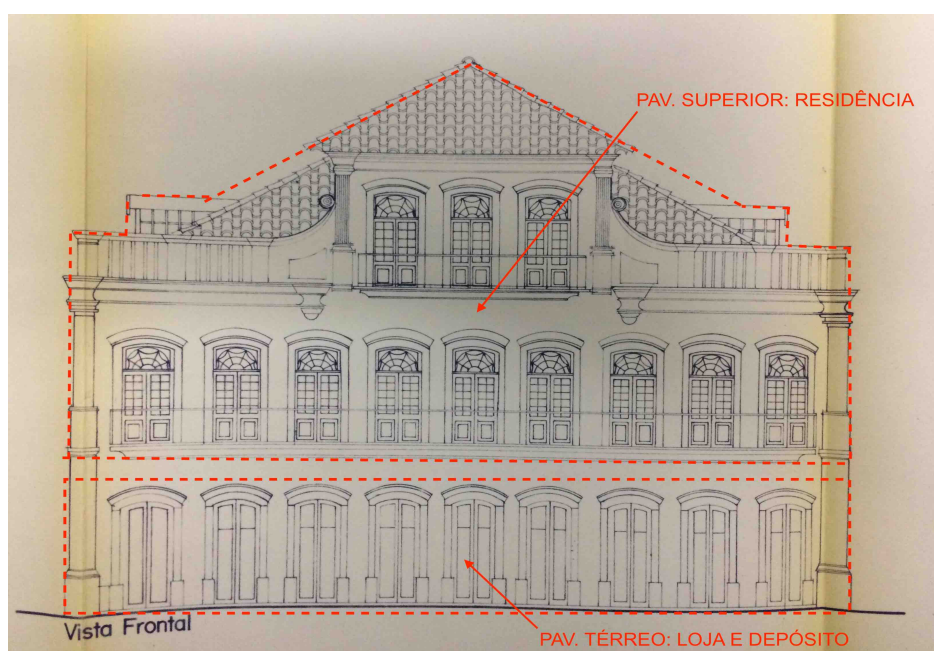 PAV. SUPERIOR: RESIDÊNCIA
Vista Frontal
PAV. TÉRREO: LOJA E DEPÓSITO